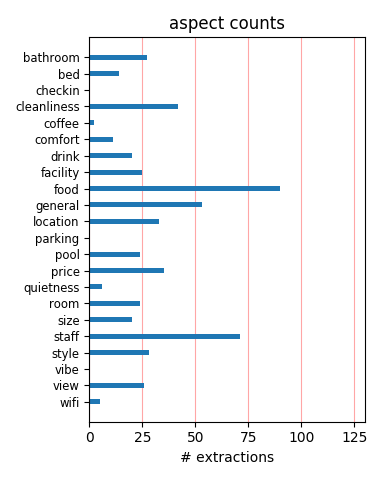 aspect counts
bathroom
bed
checkin
cleanliness
coffee
comfort
drink
facility
food
general
location
parking
pool
price
quietness
room
size
staff
style
vibe
view
wifi
0 25 50 75 100 125
# extractions